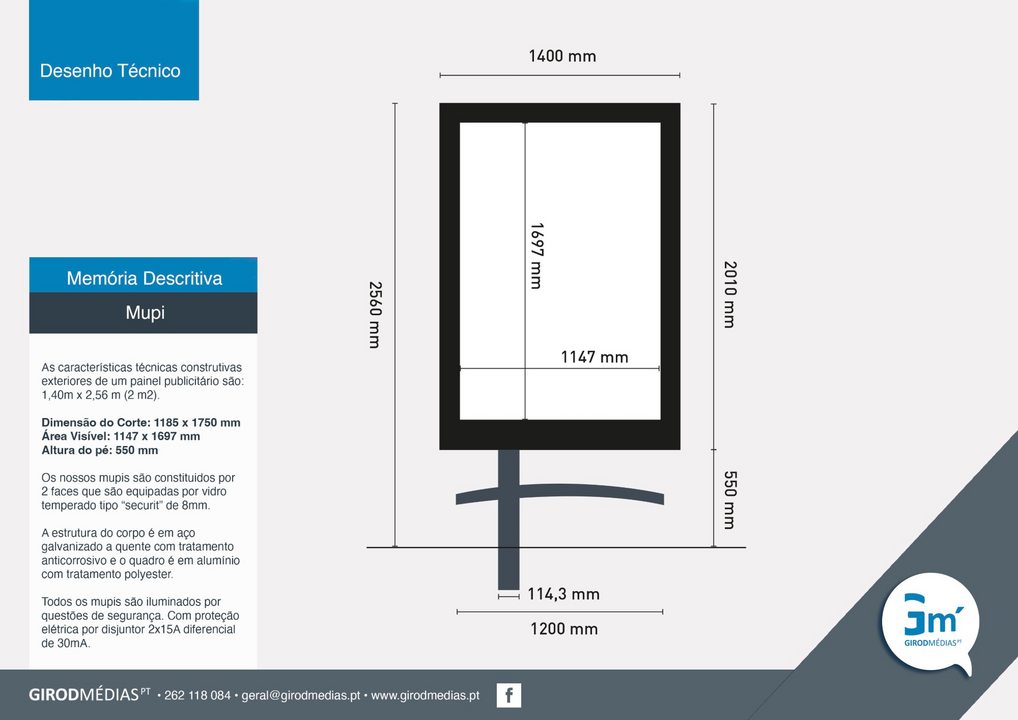 Desenho Técnico
1400 mm
1697 mm
2560 mm
2010 mm
1147 mm
550 mm
114,3 mm
1200 mm
Memória Descritiva
Mupi
As características técnicas construtivas
exteriores de um painel publicitário são:
1,40m x 2,56 m (2 m2).
Dimensão do Corte: 1185 x 1750 mm
Área Visível: 1147 x 1697 mm
Altura do pé: 550 mm
Os nossos mupis são constituidos por
2 faces que são equipadas por vidro
temperado tipo “securit” de 8mm.
A estrutura do corpo é em aço
galvanizado a quente com tratamento
anticorrosivo e o quadro é em alumínio
com tratamento polyester.
Todos os mupis são iluminados por
questões de segurança. Com proteção
elétrica por disjuntor 2x15A diferencial
de 30mA.
Gm´
GIRODMÉDIAS PT
GIRODMÉDIAS PT • 262 118 084 • geral@girodmedias.pt • www.girodmedias.pt f